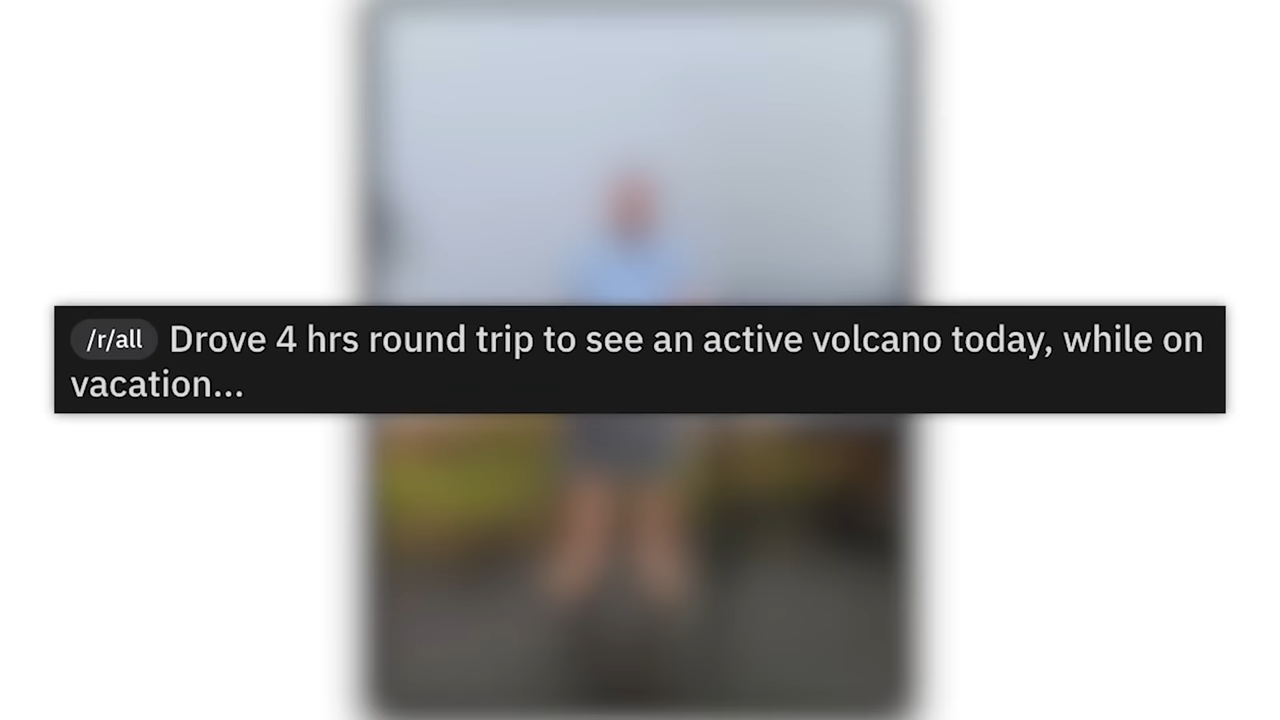 /r/all Drove 4 hrs round trip to see an active volcano today, while on
vacation...